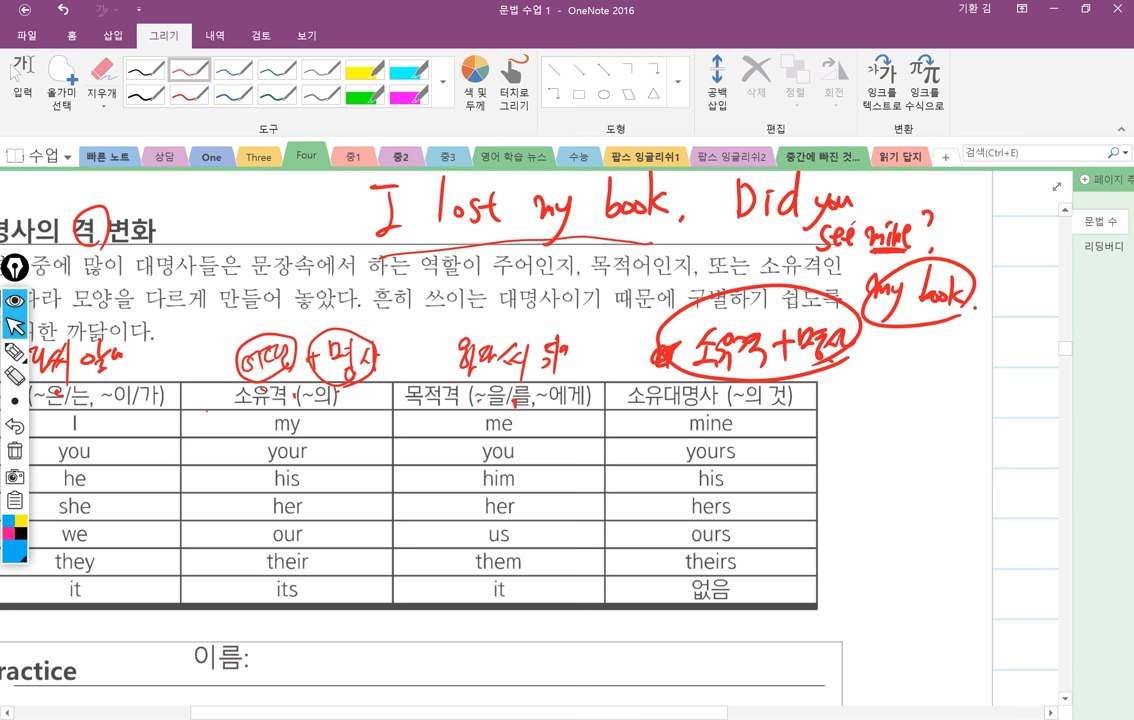 문법 수업 1 - OneNote 2016
기환 김
파일 홈 삽입 그리기 내역 검토 보기
입력
올가미 선택
지우개
색 및 두께
터치로 그리기
공백 삽입
삭제
정렬
회전
잉크를 텍스트로
잉크를 수식으로
도구 도형 편집 변환
수업 빠른 노트 상담 One Three Four 중1 중2 중3 영어 학습 뉴스 수능 팝스 잉글리쉬1 팝스 잉글리쉬2 중간에 빠진 것... 읽기 답지 + 검색(Ctrl+E)
페이지 추
문법 수
리딩버디
I lost my book. Did you
see mine?
명사의 격 변화
my book.
중에 많이 대명사들은 문장속에서 하는 역할이 주어인지, 목적어인지, 또는 소유격인
따라 모양을 다르게 만들어 놓았다. 흔히 쓰이는 대명사이기 때문에 구별하기 쉽도록
위한 까닭이다.
+ 명사
소유격 + 명사
(~은/는, ~이/가) 소유격 (~의) 목적격 (~을/를,~에게) 소유대명사 (~의 것)
I my me mine
you your you yours
he his him his
she her her hers
we our us ours
they their them theirs
it its it 없음
이름:
ractice